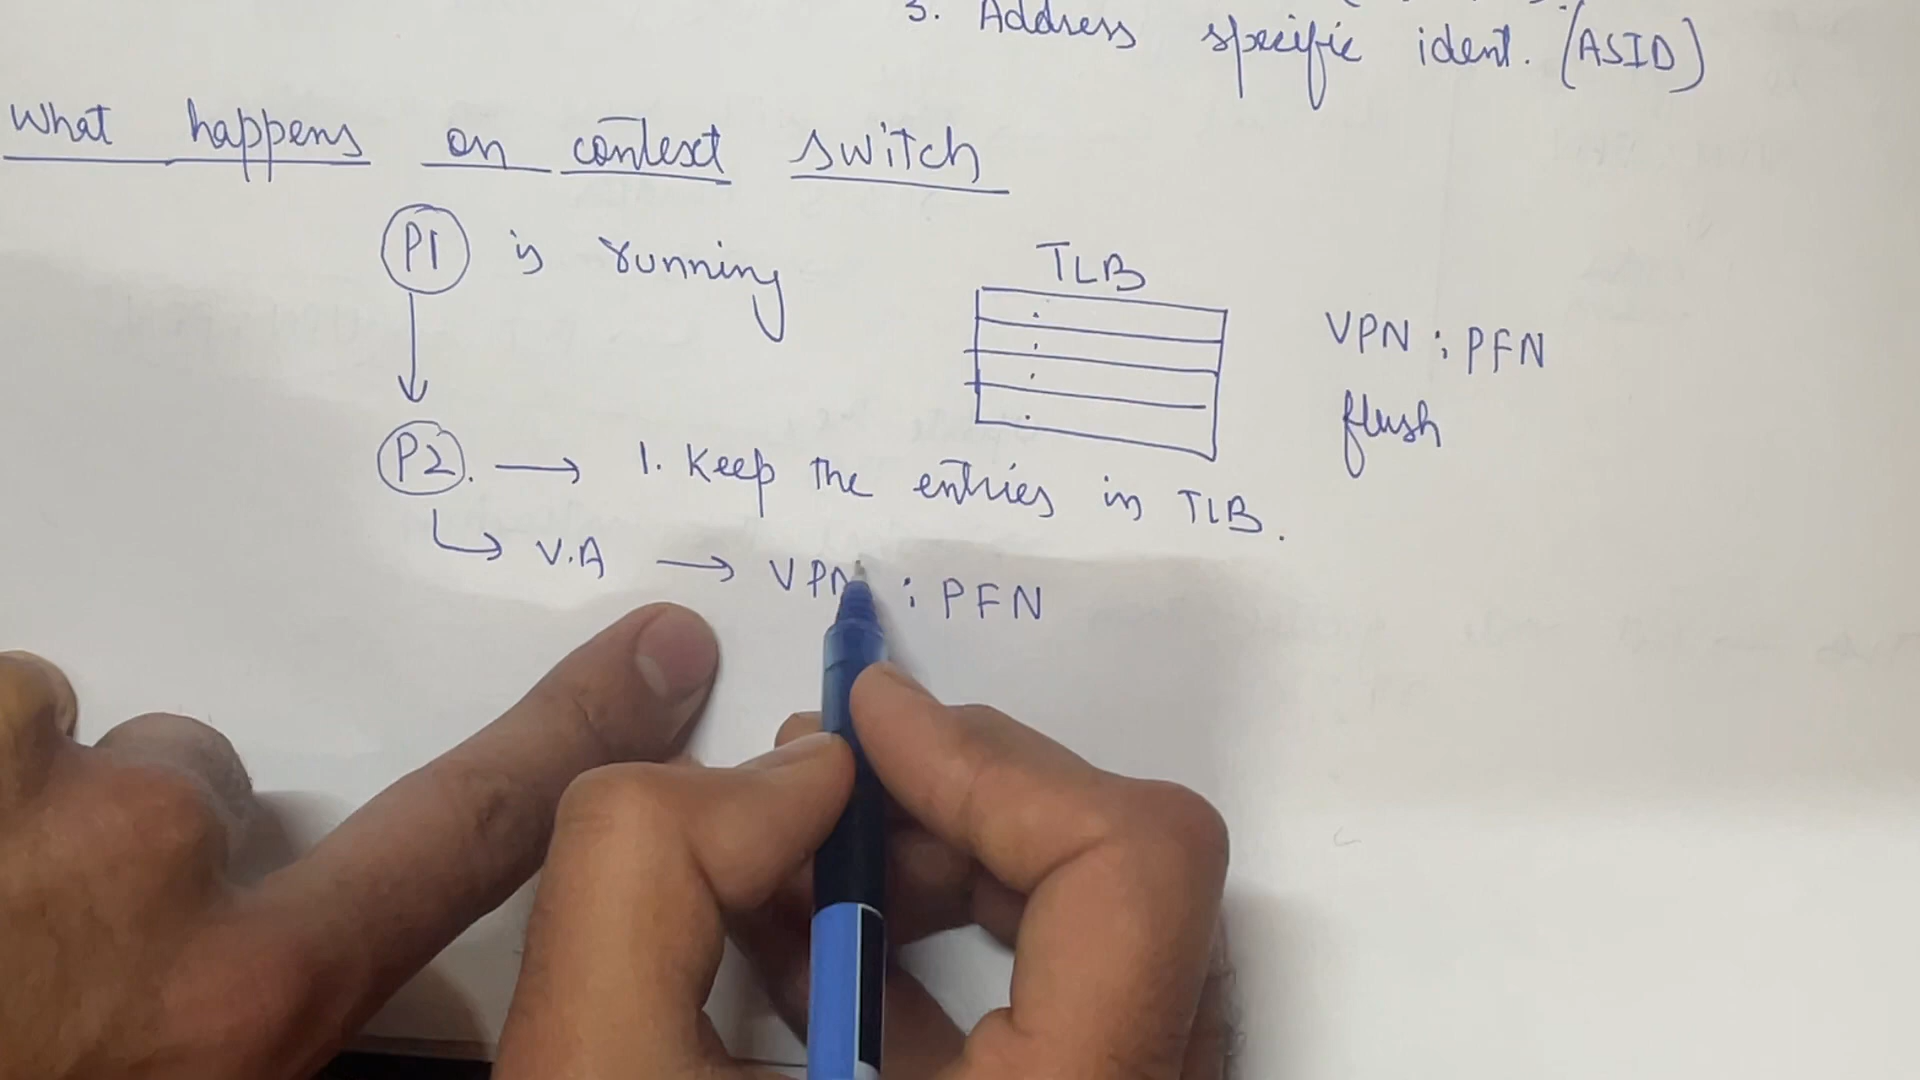 3. Address specific ident. (ASID)
What happens on context switch
P1 is running
TLB
VPN : PFN
flush
P2. → 1. Keep the entries in TLB.
V.A → VPN : PFN